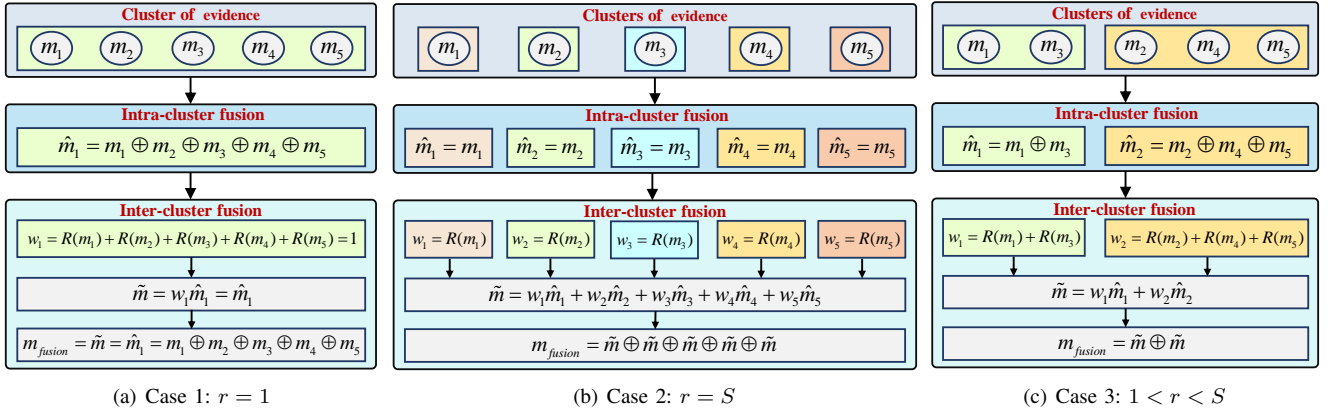 Cluster of evidence
m₁ m₂ m₃ m₄ m₅
Intra-cluster fusion
m̂₁ = m₁ ⊕ m₂ ⊕ m₃ ⊕ m₄ ⊕ m₅
Inter-cluster fusion
w₁ = R(m₁) + R(m₂) + R(m₃) + R(m₄) + R(m₅) = 1
m̃ = w₁m̂₁ = m̂₁
m_fusion = m̃ = m̂₁ = m₁ ⊕ m₂ ⊕ m₃ ⊕ m₄ ⊕ m₅
(a) Case 1: r = 1
Clusters of evidence
m₁ m₂ m₃ m₄ m₅
Intra-cluster fusion
m̂₁ = m₁ m̂₂ = m₂ m̂₃ = m₃ m̂₄ = m₄ m̂₅ = m₅
Inter-cluster fusion
w₁ = R(m₁) w₂ = R(m₂) w₃ = R(m₃) w₄ = R(m₄) w₅ = R(m₅)
m̃ = w₁m̂₁ + w₂m̂₂ + w₃m̂₃ + w₄m̂₄ + w₅m̂₅
m_fusion = m̃ ⊕ m̃ ⊕ m̃ ⊕ m̃ ⊕ m̃
(b) Case 2: r = S
Clusters of evidence
m₁ m₃ m₂ m₄ m₅
Intra-cluster fusion
m̂₁ = m₁ ⊕ m₃ m̂₂ = m₂ ⊕ m₄ ⊕ m₅
Inter-cluster fusion
w₁ = R(m₁) + R(m₃) w₂ = R(m₂) + R(m₄) + R(m₅)
m̃ = w₁m̂₁ + w₂m̂₂
m_fusion = m̃ ⊕ m̃
(c) Case 3: 1 < r < S